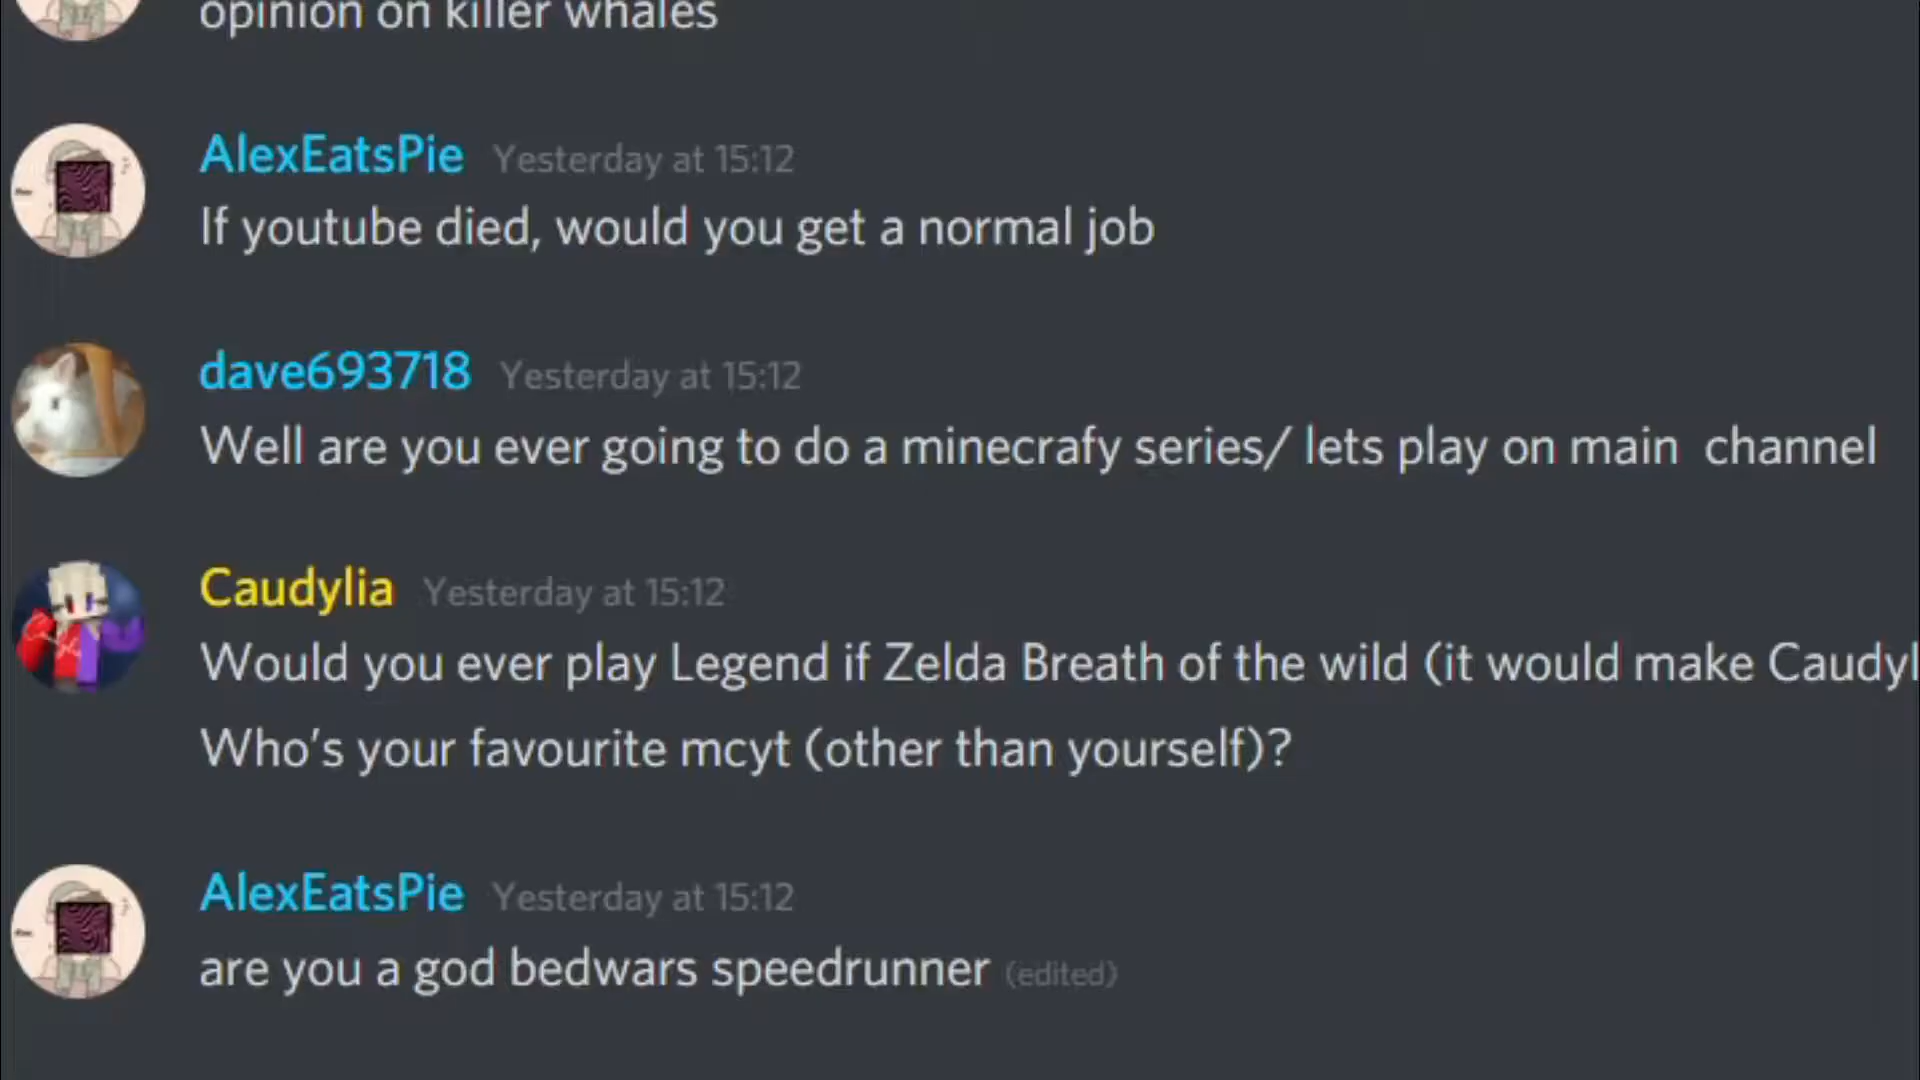 opinion on killer whales
AlexEatsPie Yesterday at 15:12
If youtube died, would you get a normal job
dave693718 Yesterday at 15:12
Well are you ever going to do a minecrafy series/ lets play on main channel
Caudylia Yesterday at 15:12
Would you ever play Legend if Zelda Breath of the wild (it would make Caudyl
Who's your favourite mcyt (other than yourself)?
AlexEatsPie Yesterday at 15:12
are you a god bedwars speedrunner (edited)